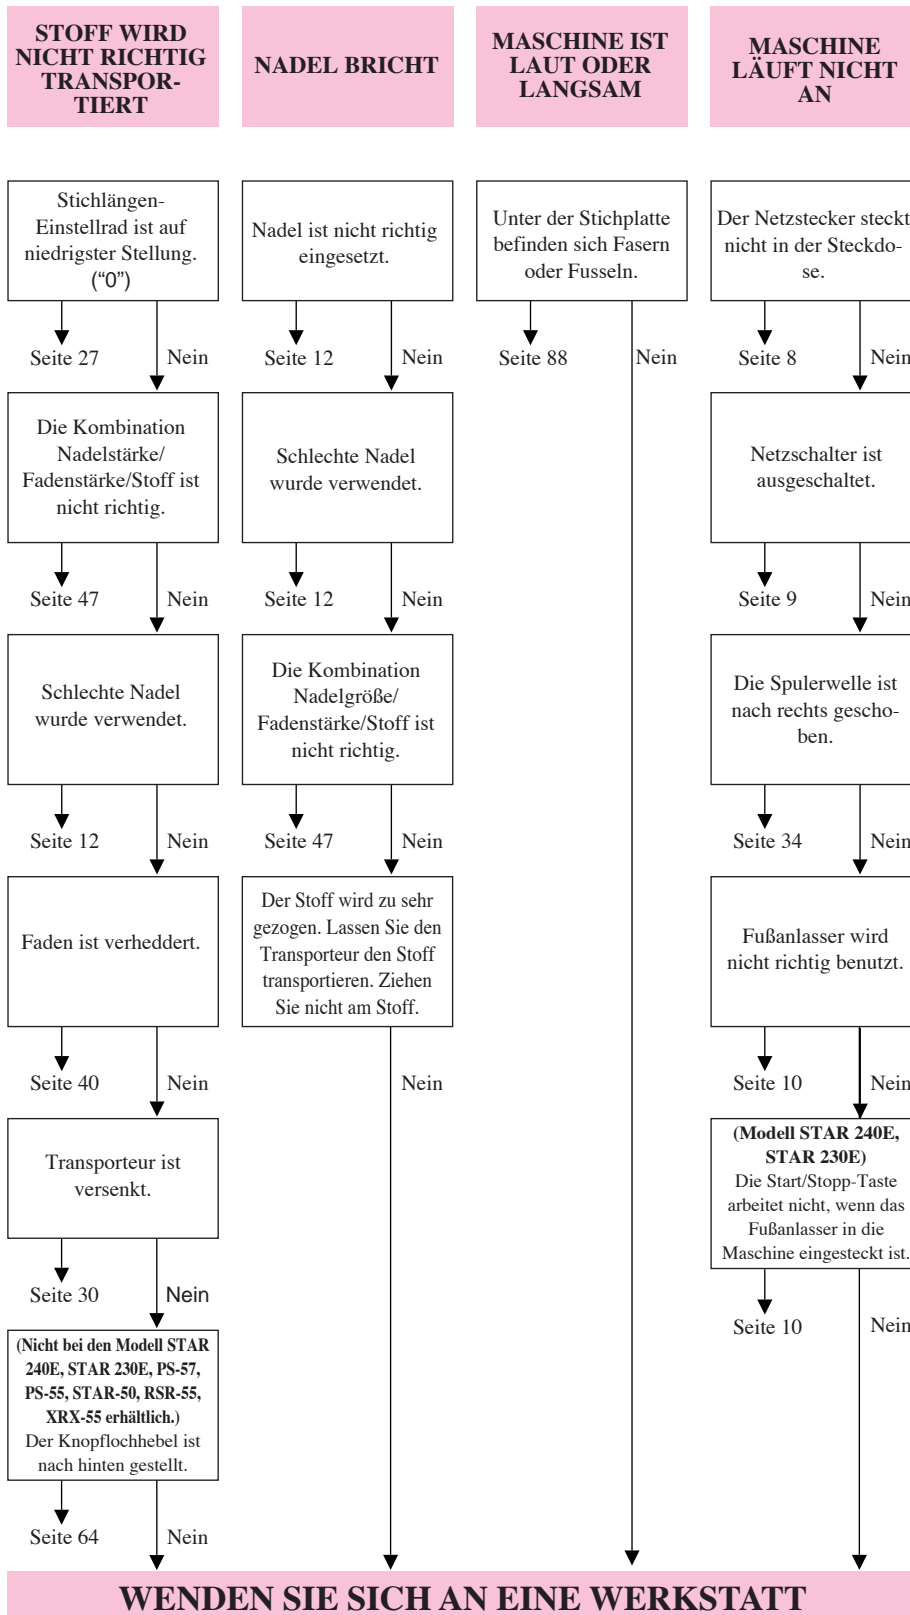 STOFF WIRD
NICHT RICHTIG
TRANSPOR-
TIERT
Stichlängen-
Einstellrad ist auf
niedrigster Stellung.
(“0”)
Seite 27
Nein
Die Kombination
Nadelstärke/
Fadenstärke/Stoff ist
nicht richtig.
Seite 47
Nein
Schlechte Nadel
wurde verwendet.
Seite 12
Nein
Faden ist verheddert.
Seite 40
Nein
Transporteur ist
versenkt.
Seite 30
Nein
(Nicht bei den Modell STAR
240E, STAR 230E, PS-57,
PS-55, STAR-50, RSR-55,
XRX-55 erhältlich.)
Der Knopflochhebel ist
nach hinten gestellt.
Seite 64
Nein
NADEL BRICHT
Nadel ist nicht richtig
eingesetzt.
Seite 12
Nein
Schlechte Nadel
wurde verwendet.
Seite 12
Nein
Die Kombination
Nadelgröße/
Fadenstärke/Stoff ist
nicht richtig.
Seite 47
Nein
Der Stoff wird zu sehr
gezogen. Lassen Sie den
Transporteur den Stoff
transportieren. Ziehen
Sie nicht am Stoff.
Nein
MASCHINE IST
LAUT ODER
LANGSAM
Unter der Stichplatte
befinden sich Fasern
oder Fusseln.
Seite 88
Nein
MASCHINE
LÄUFT NICHT
AN
Der Netzstecker steckt
nicht in der Steckdo-
se.
Seite 8
Nein
Netzschalter ist
ausgeschaltet.
Seite 9
Nein
Die Spulerwelle ist
nach rechts gescho-
ben.
Seite 34
Nein
Fußanlasser wird
nicht richtig benutzt.
Seite 10
Nein
(Modell STAR 240E,
STAR 230E)
Die Start/Stopp-Taste
arbeitet nicht, wenn das
Fußanlasser in die
Maschine eingesteckt ist.
Seite 10
Nein
WENDEN SIE SICH AN EINE WERKSTATT